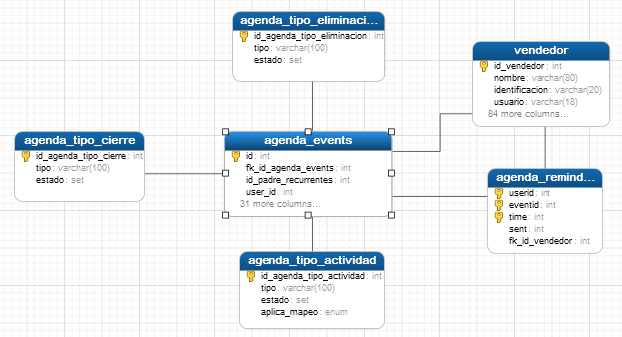 agenda_tipo_eliminaci...
id_agenda_tipo_eliminacion: int
tipo: varchar(100)
estado: set
vendedor
id_vendedor: int
nombre: varchar(80)
identificacion: varchar(20)
usuario: varchar(18)
84 more columns...
agenda_tipo_cierre
id_agenda_tipo_cierre: int
tipo: varchar(100)
estado: set
agenda_events
id: int
fk_id_agenda_events: int
id_padre_recurrentes: int
user_id: int
31 more columns...
agenda_remind...
userid: int
eventid: int
time: int
sent: int
fk_id_vendedor: int
agenda_tipo_actividad
id_agenda_tipo_actividad: int
tipo: varchar(100)
estado: set
aplica_mapeo: enum